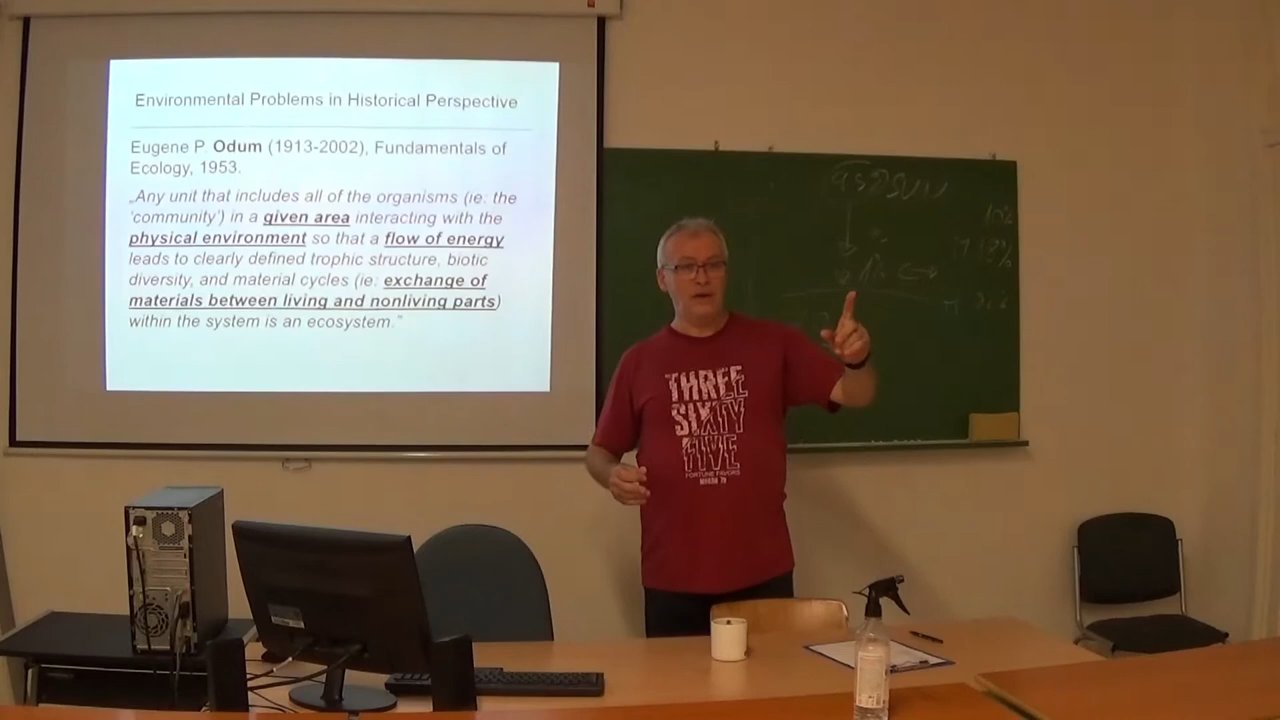 Environmental Problems in Historical Perspective
Eugene P. Odum (1913-2002), Fundamentals of
Ecology, 1953.
„Any unit that includes all of the organisms (ie: the
'community') in a given area interacting with the
physical environment so that a flow of energy
leads to clearly defined trophic structure, biotic
diversity, and material cycles (ie: exchange of
materials between living and nonliving parts)
within the system is an ecosystem.”
THREE
SIXTY
FIVE
FORTUNE FAVORS